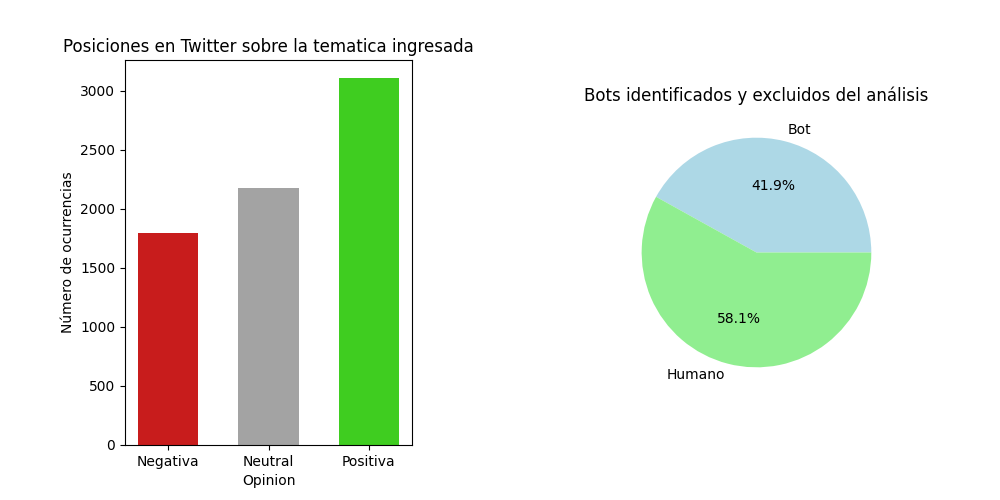 Posiciones en Twitter sobre la tematica ingresada
Número de ocurrencias
3000
2500
2000
1500
1000
500
0
Negativa
Neutral
Positiva
Opinion
Bots identificados y excluidos del análisis
Bot
41.9%
58.1%
Humano